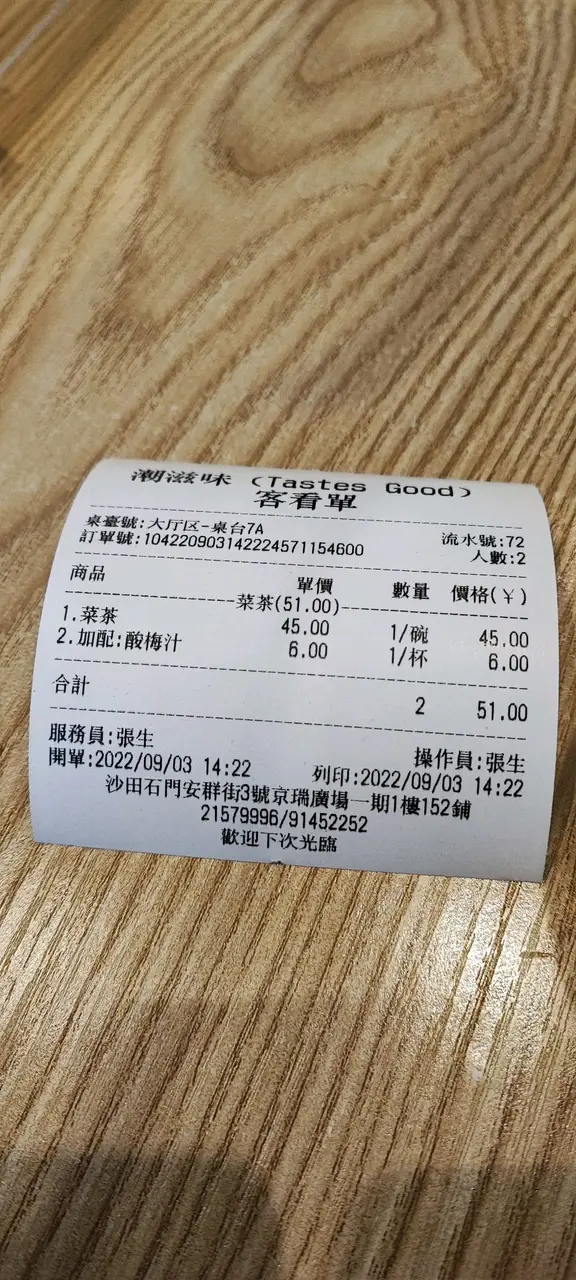 潮滋味 (Tastes Good)
客看單
桌臺號:大厅区-桌台7A 流水號:72
訂單號:104220903142224571154600 人數:2
商品 單價 數量 價格(¥)
菜茶(51.00)
1.菜茶 45.00 1/碗 45.00
2.加配:酸梅汁 6.00 1/杯 6.00
合計 2 51.00
服務員:張生 操作員:張生
開單:2022/09/03 14:22 列印:2022/09/03 14:22
沙田石門安群街3號京瑞廣場一期1樓152鋪
21579996/91452252
歡迎下次光臨